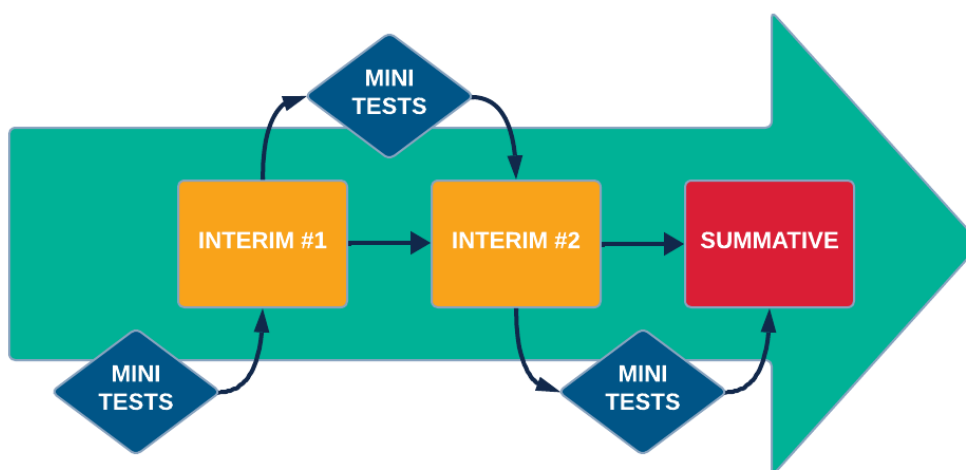 MINI
TESTS
INTERIM #1
INTERIM #2
SUMMATIVE
MINI
TESTS
MINI
TESTS